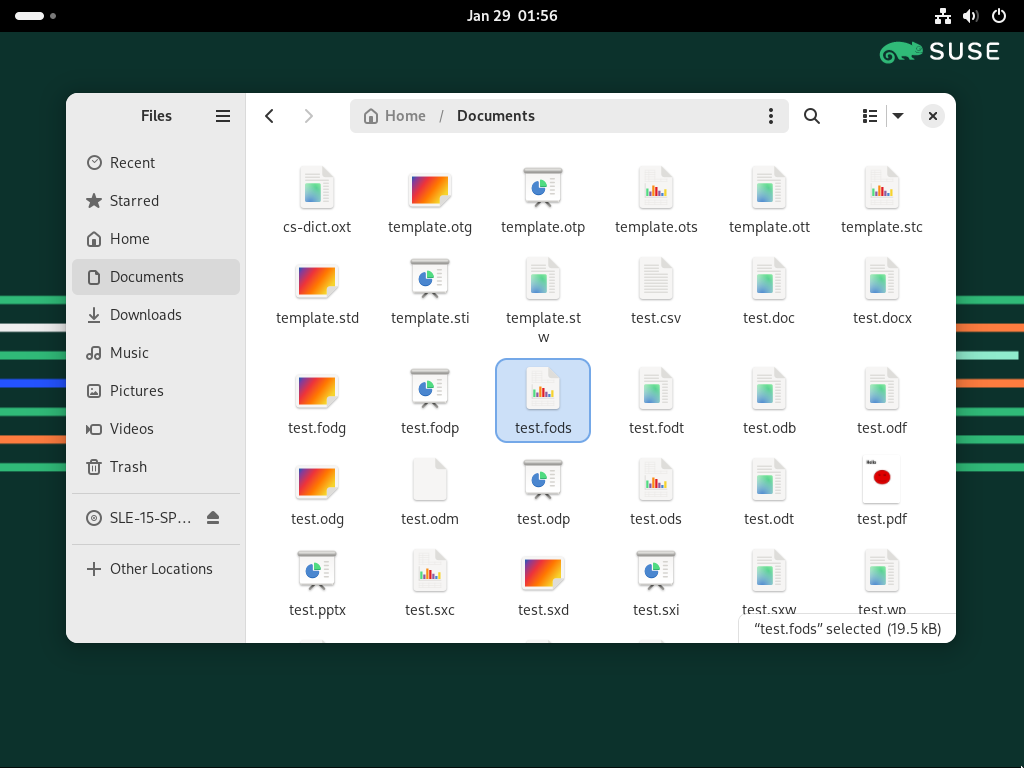 Jan 29 01:56
SUSE
Files
Home / Documents
Recent
Starred
Home
Documents
Downloads
Music
Pictures
Videos
Trash
SLE-15-SP…
Other Locations
cs-dict.oxt template.otg template.otp template.ots template.ott template.stc
template.std template.sti template.st test.csv test.doc test.docx
w
test.fodg test.fodp test.fods test.fodt test.odb test.odf
Hello
test.odg test.odm test.odp test.ods test.odt test.pdf
test.pptx test.sxc test.sxd test.sxi test.sxw test.wp
“test.fods” selected (19.5 kB)